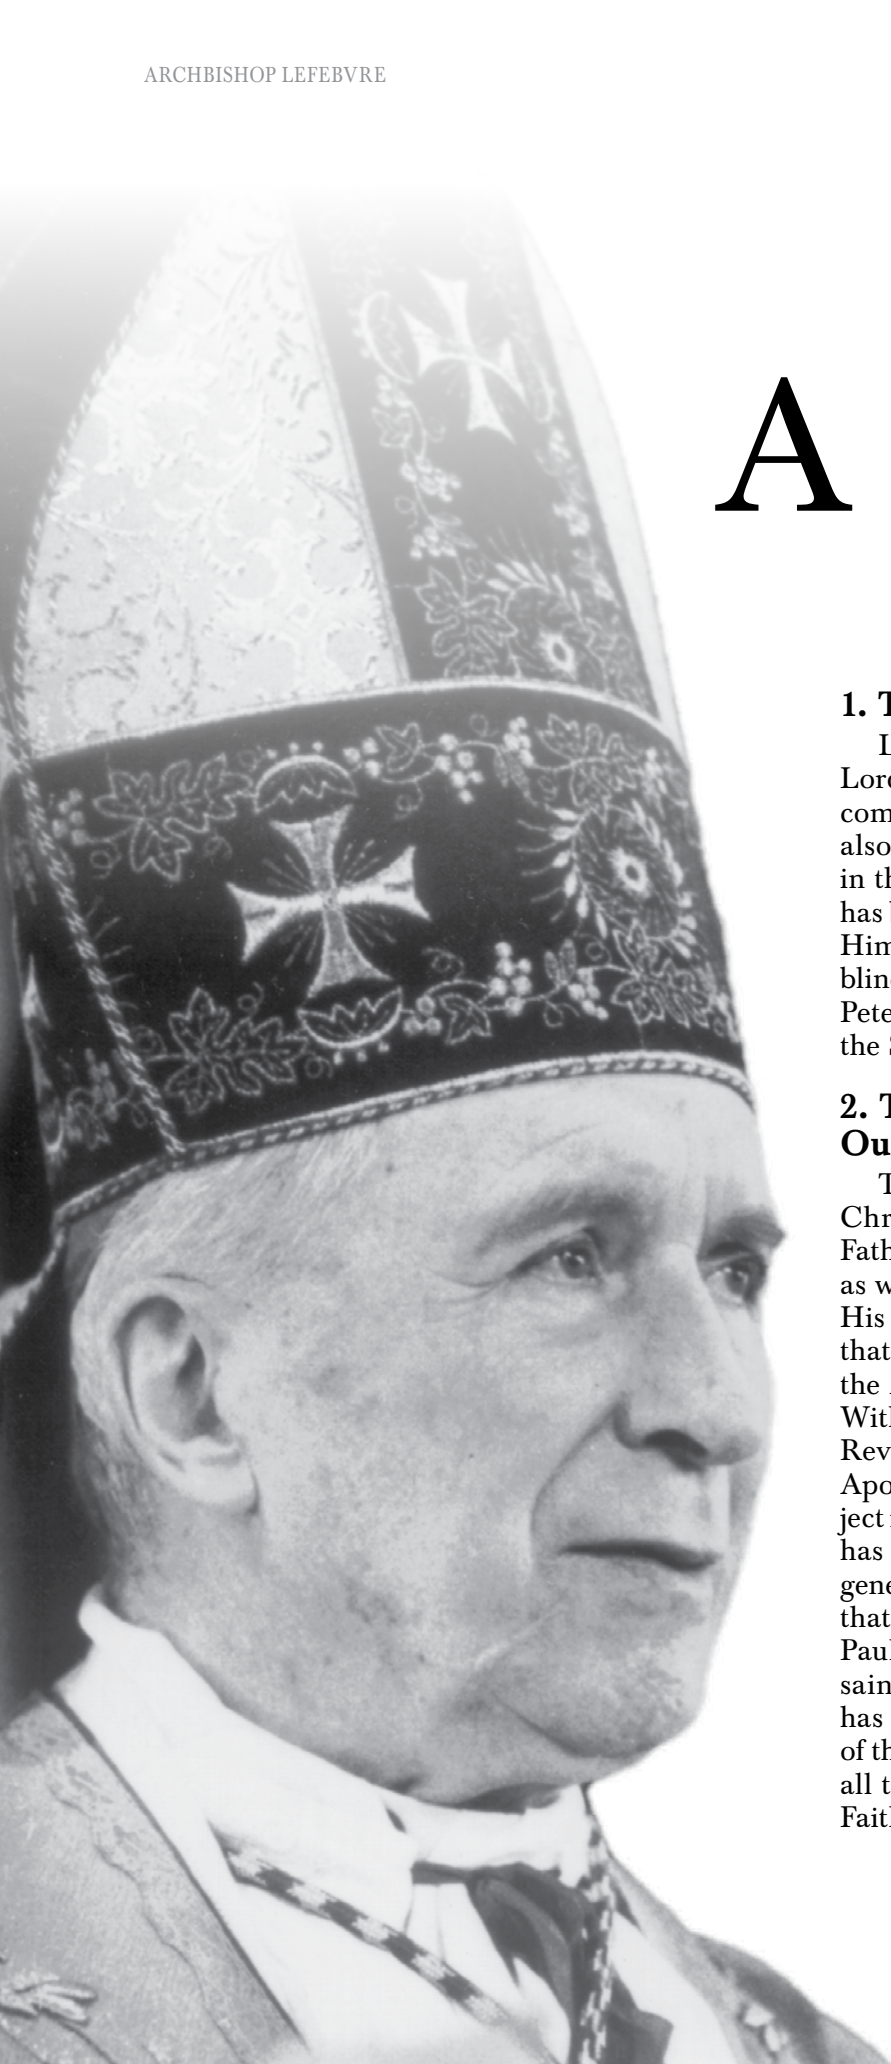 ARCHBISHOP LEFEBVRE
A
1. T
L
Lor
com
also
in th
has
Him
blin
Pete
the S
2. T
Ou
T
Chr
Fath
as w
His
that
the
With
Rev
Apo
ject
has
gene
that
Paul
sain
has
of th
all t
Fait